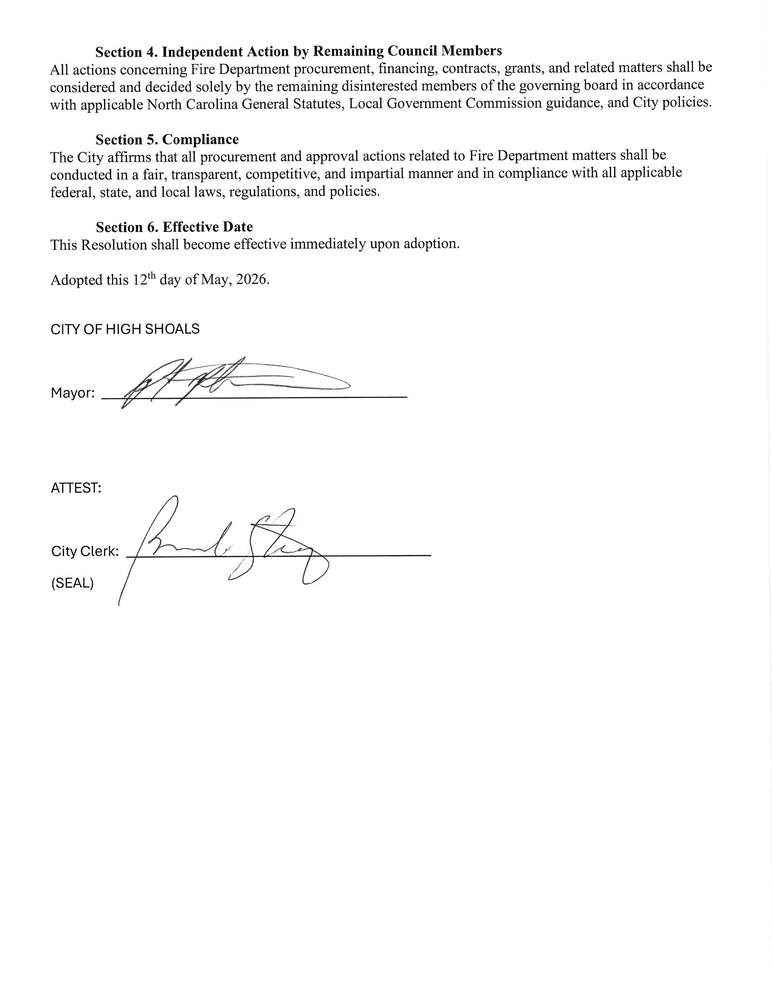 Section 4. Independent Action by Remaining Council Members
All actions concerning Fire Department procurement, financing, contracts, grants, and related matters shall be
considered and decided solely by the remaining disinterested members of the governing board in accordance
with applicable North Carolina General Statutes, Local Government Commission guidance, and City policies.
Section 5. Compliance
The City affirms that all procurement and approval actions related to Fire Department matters shall be
conducted in a fair, transparent, competitive, and impartial manner and in compliance with all applicable
federal, state, and local laws, regulations, and policies.
Section 6. Effective Date
This Resolution shall become effective immediately upon adoption.
Adopted this 12th day of May, 2026.
CITY OF HIGH SHOALS
Mayor:
ATTEST:
City Clerk:
(SEAL)